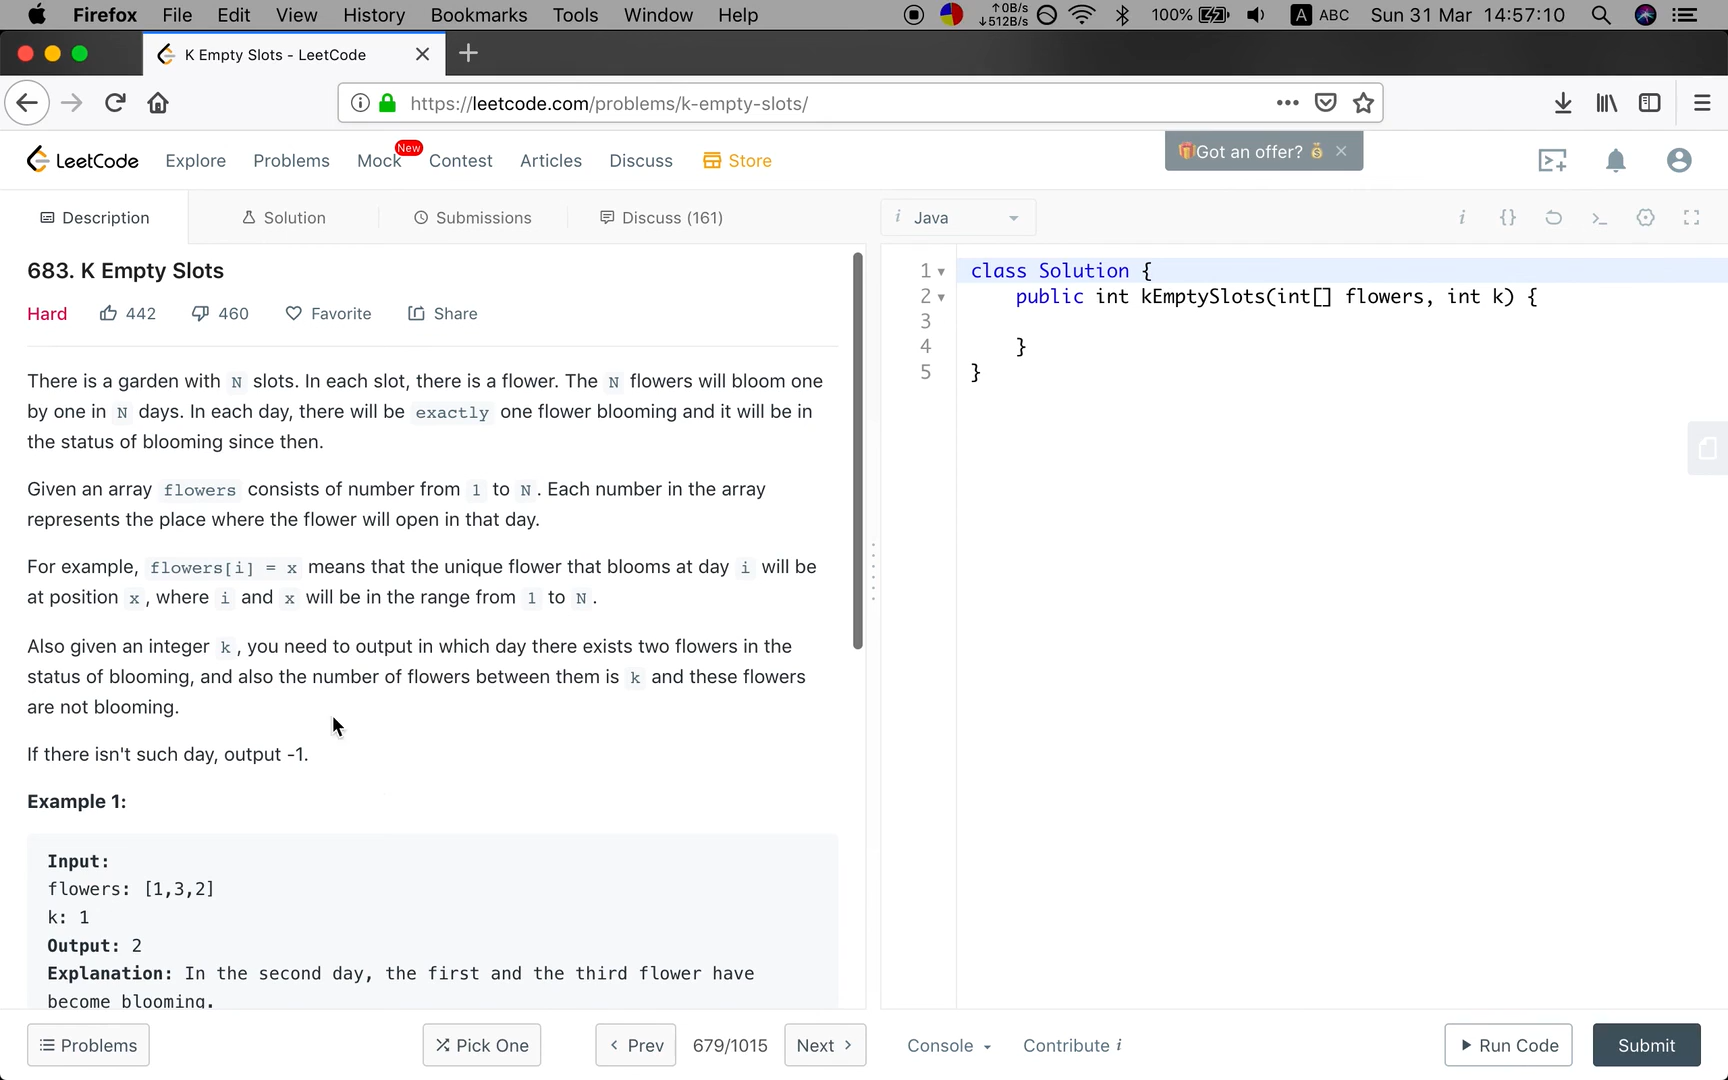 Firefox File Edit View History Bookmarks Tools Window Help ↑0B/s ↓512B/s 100% A ABC Sun 31 Mar 14:57:10
K Empty Slots - LeetCode
https://leetcode.com/problems/k-empty-slots/
LeetCode Explore Problems Mock New Contest Articles Discuss Store Got an offer?
Description Solution Submissions Discuss (161) i Java
683. K Empty Slots
Hard 442 460 Favorite Share
There is a garden with N slots. In each slot, there is a flower. The N flowers will bloom one
by one in N days. In each day, there will be exactly one flower blooming and it will be in
the status of blooming since then.
Given an array flowers consists of number from 1 to N. Each number in the array
represents the place where the flower will open in that day.
For example, flowers[i] = x means that the unique flower that blooms at day i will be
at position x, where i and x will be in the range from 1 to N.
Also given an integer k, you need to output in which day there exists two flowers in the
status of blooming, and also the number of flowers between them is k and these flowers
are not blooming.
If there isn't such day, output -1.
Example 1:
Input:
flowers: [1,3,2]
k: 1
Output: 2
Explanation: In the second day, the first and the third flower have
become blooming.
1 class Solution {
2 public int kEmptySlots(int[] flowers, int k) {
3
4 }
5 }
Problems Pick One Prev 679/1015 Next Console Contribute i Run Code Submit